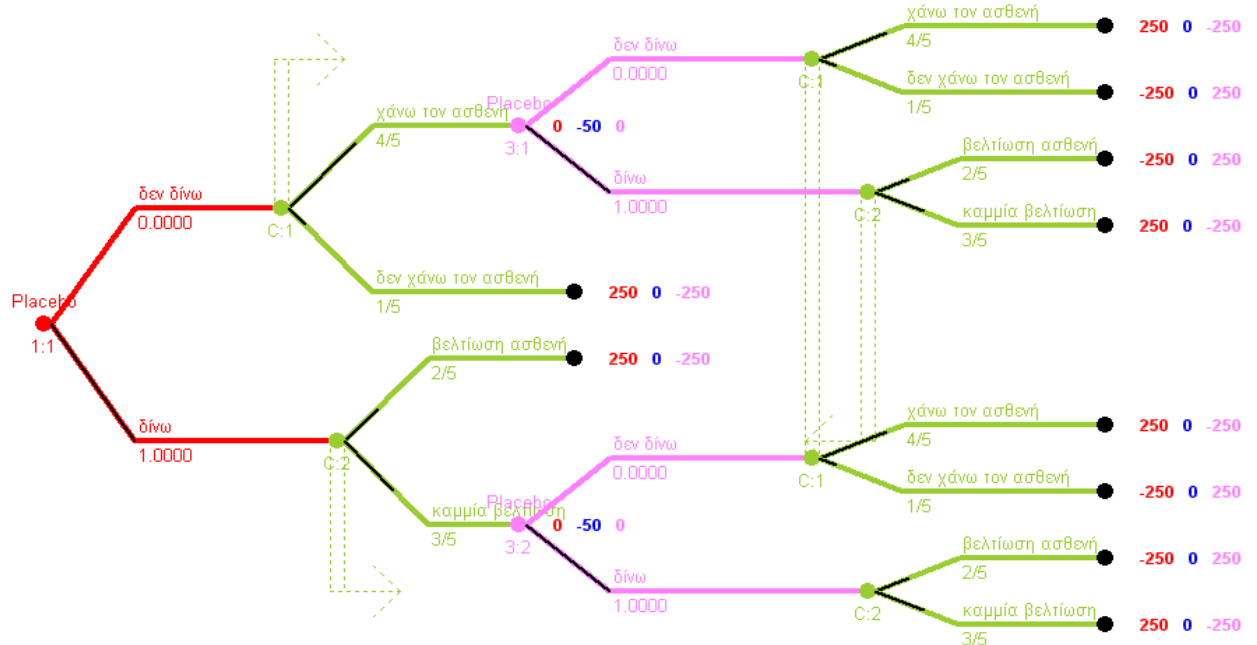 χάνω τον ασθενή
4/5
250 0 -250
δεν δίνω
0.0000
C:1
δεν χάνω τον ασθενή
1/5
-250 0 250
χάνω τον ασθενή
4/5
Placebo
3:1
0 -50 0
βελτίωση ασθενή
2/5
-250 0 250
δίνω
1.0000
C:2
καμμία βελτίωση
3/5
250 0 -250
δεν δίνω
0.0000
C:1
δεν χάνω τον ασθενή
1/5
250 0 -250
Placebo
1:1
βελτίωση ασθενή
2/5
250 0 -250
δίνω
1.0000
C:2
χάνω τον ασθενή
4/5
250 0 -250
δεν δίνω
0.0000
C:1
δεν χάνω τον ασθενή
1/5
-250 0 250
καμμία βελτίωση
3/5
Placebo
3:2
0 -50 0
βελτίωση ασθενή
2/5
-250 0 250
δίνω
1.0000
C:2
καμμία βελτίωση
3/5
250 0 -250